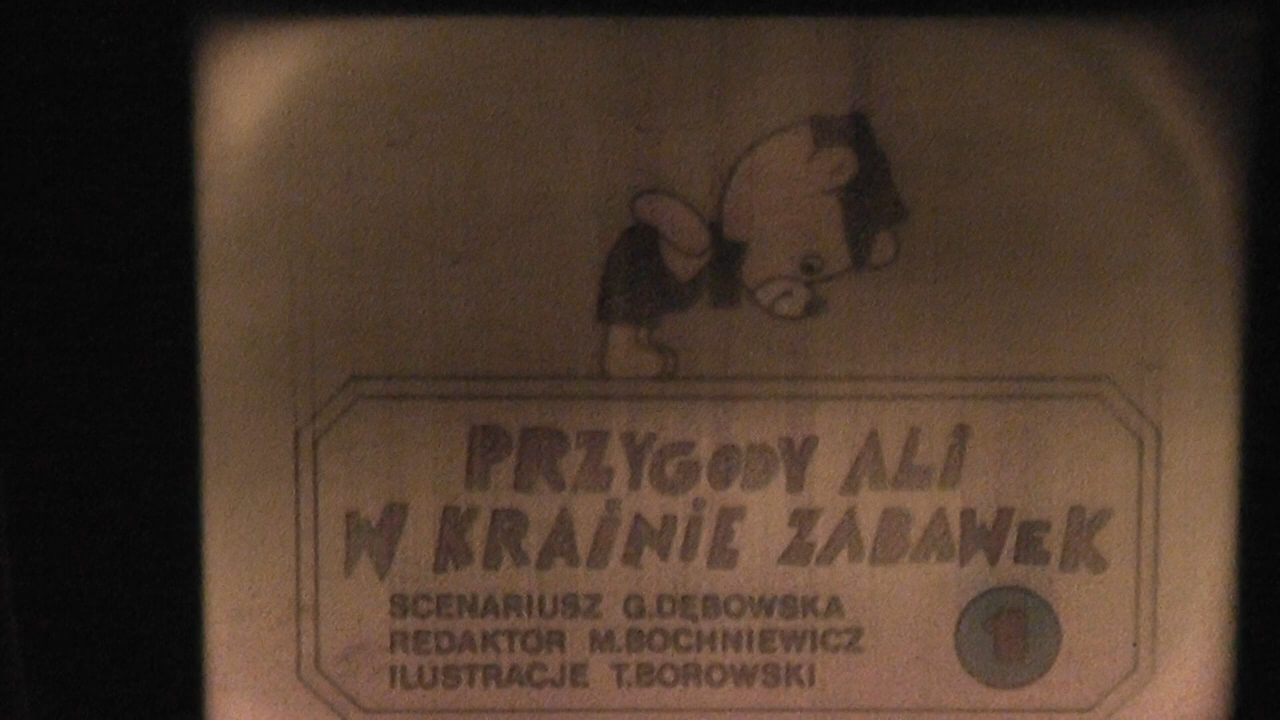 PRZYGODY ALI
W KRAINIE ZABAWEK
SCENARIUSZ G.DĘBOWSKA
REDAKTOR M.BOCHNIEWICZ
ILUSTRACJE T.BOROWSKI
1